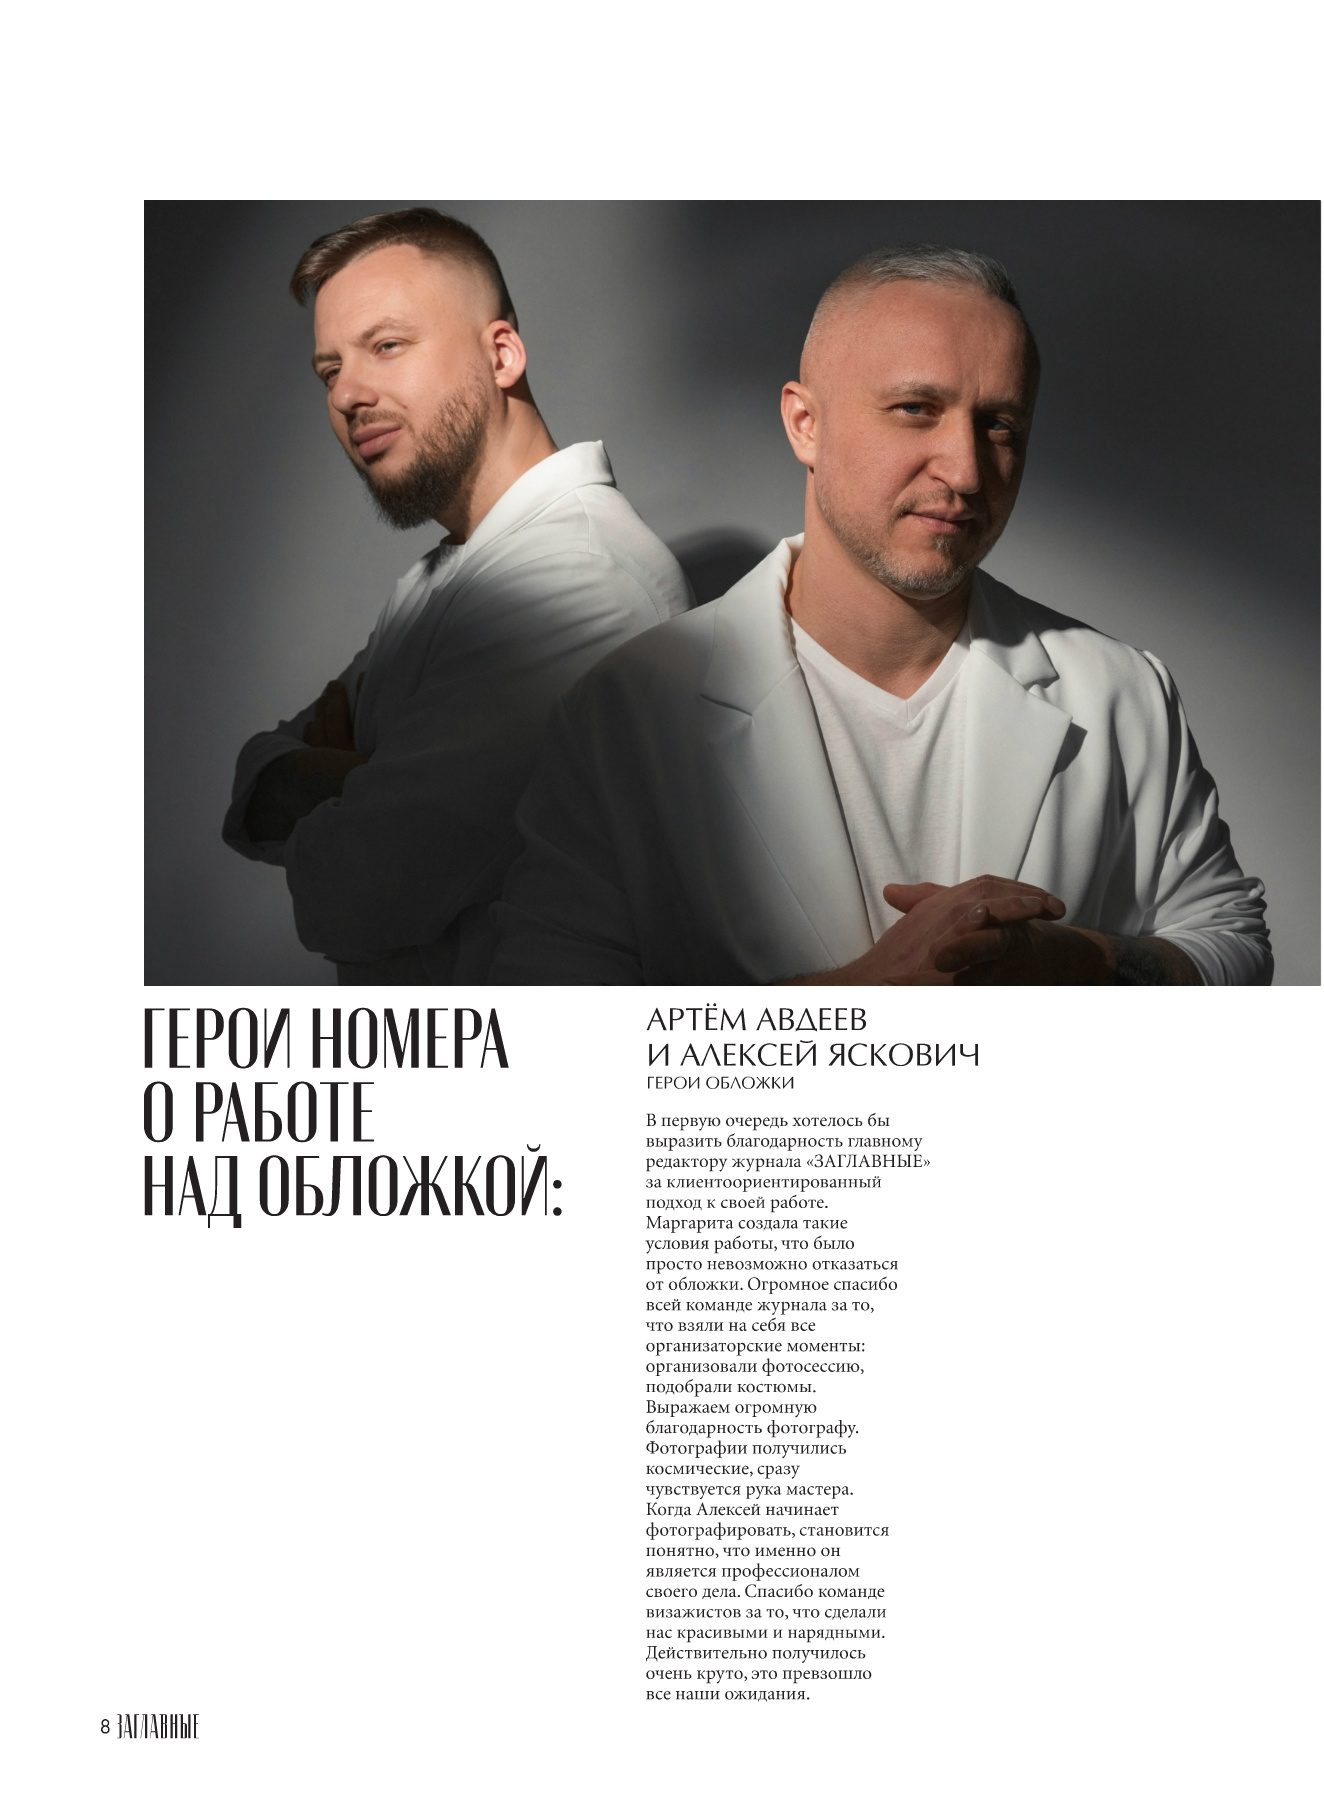 ГЕРОИ НОМЕРА
О РАБОТЕ
НАД ОБЛОЖКОЙ:
АРТЁМ АВДЕЕВ
И АЛЕКСЕЙ ЯСКОВИЧ
ГЕРОИ ОБЛОЖКИ
В первую очередь хотелось бы
выразить благодарность главному
редактору журнала «ЗАГЛАВНЫЕ»
за клиентоориентированный
подход к своей работе.
Маргарита создала такие
условия работы, что было
просто невозможно отказаться
от обложки. Огромное спасибо
всей команде журнала за то,
что взяли на себя все
организаторские моменты:
организовали фотосессию,
подобрали костюмы.
Выражаем огромную
благодарность фотографу.
Фотографии получились
космические, сразу
чувствуется рука мастера.
Когда Алексей начинает
фотографировать, становится
понятно, что именно он
является профессионалом
своего дела. Спасибо команде
визажистов за то, что сделали
нас красивыми и нарядными.
Действительно получилось
очень круто, это превзошло
все наши ожидания.
8 ЗАГЛАВНЫЕ